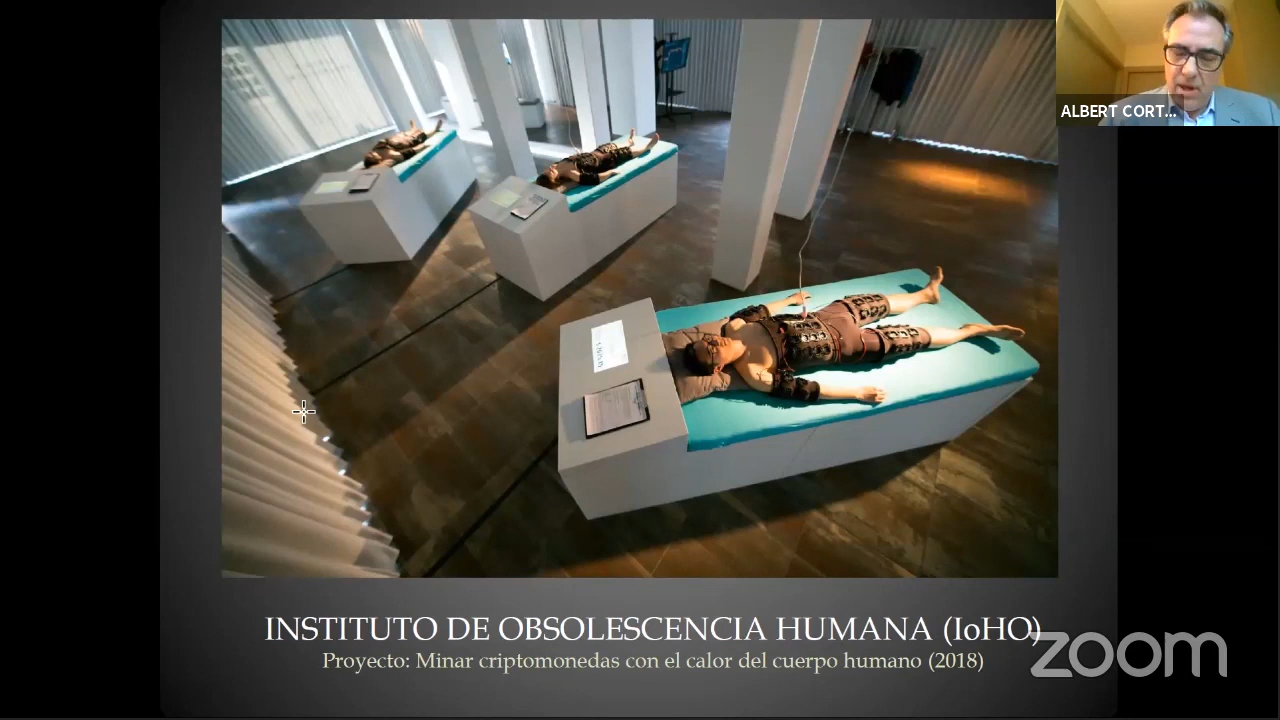 ALBERT CORT...
INSTITUTO DE OBSOLESCENCIA HUMANA (IoHO)
Proyecto: Minar criptomonedas con el calor del cuerpo humano (2018)
zoom